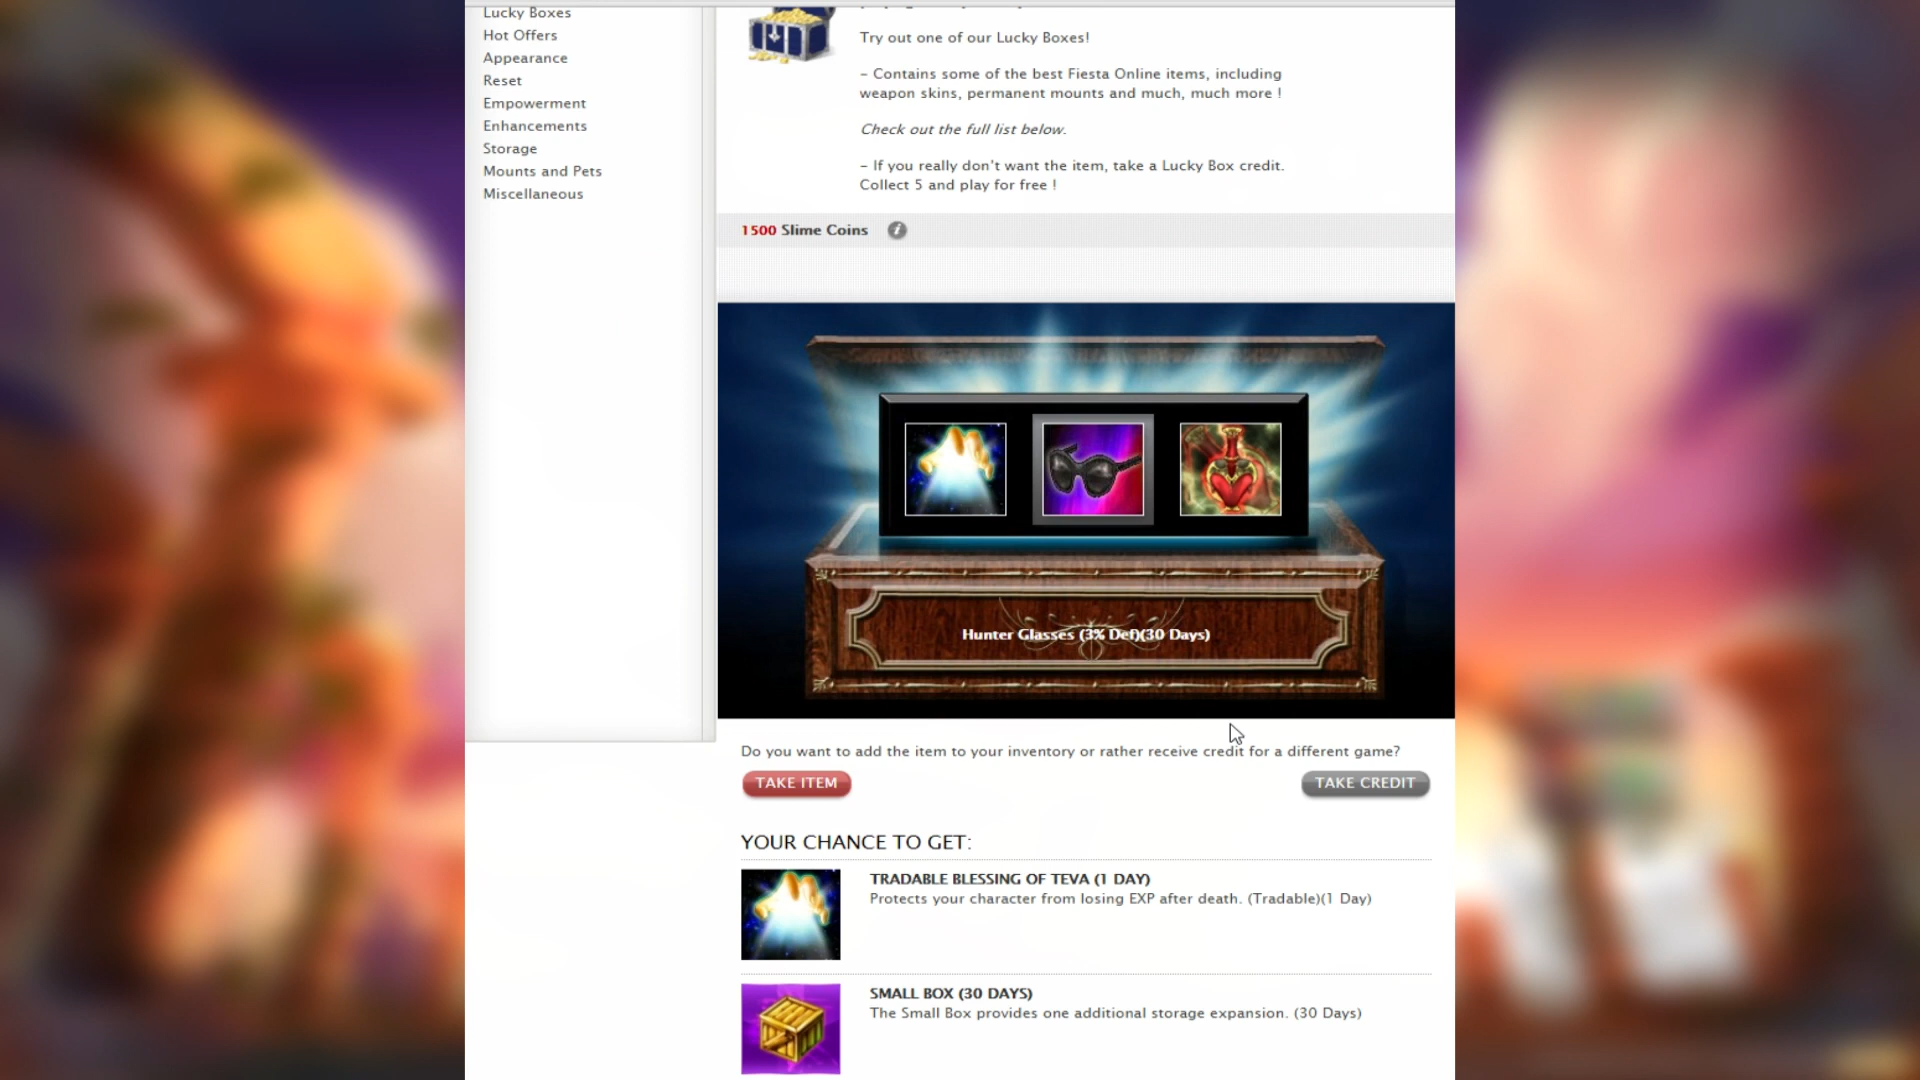 Lucky Boxes
Hot Offers
Appearance
Reset
Empowerment
Enhancements
Storage
Mounts and Pets
Miscellaneous
Try out one of our Lucky Boxes!
- Contains some of the best Fiesta Online items, including
weapon skins, permanent mounts and much, much more !
Check out the full list below.
- If you really don't want the item, take a Lucky Box credit.
Collect 5 and play for free !
1500 Slime Coins
Hunter Glasses (3% Def)(30 Days)
Do you want to add the item to your inventory or rather receive credit for a different game?
TAKE ITEM
TAKE CREDIT
YOUR CHANCE TO GET:
TRADABLE BLESSING OF TEVA (1 DAY)
Protects your character from losing EXP after death. (Tradable)(1 Day)
SMALL BOX (30 DAYS)
The Small Box provides one additional storage expansion. (30 Days)